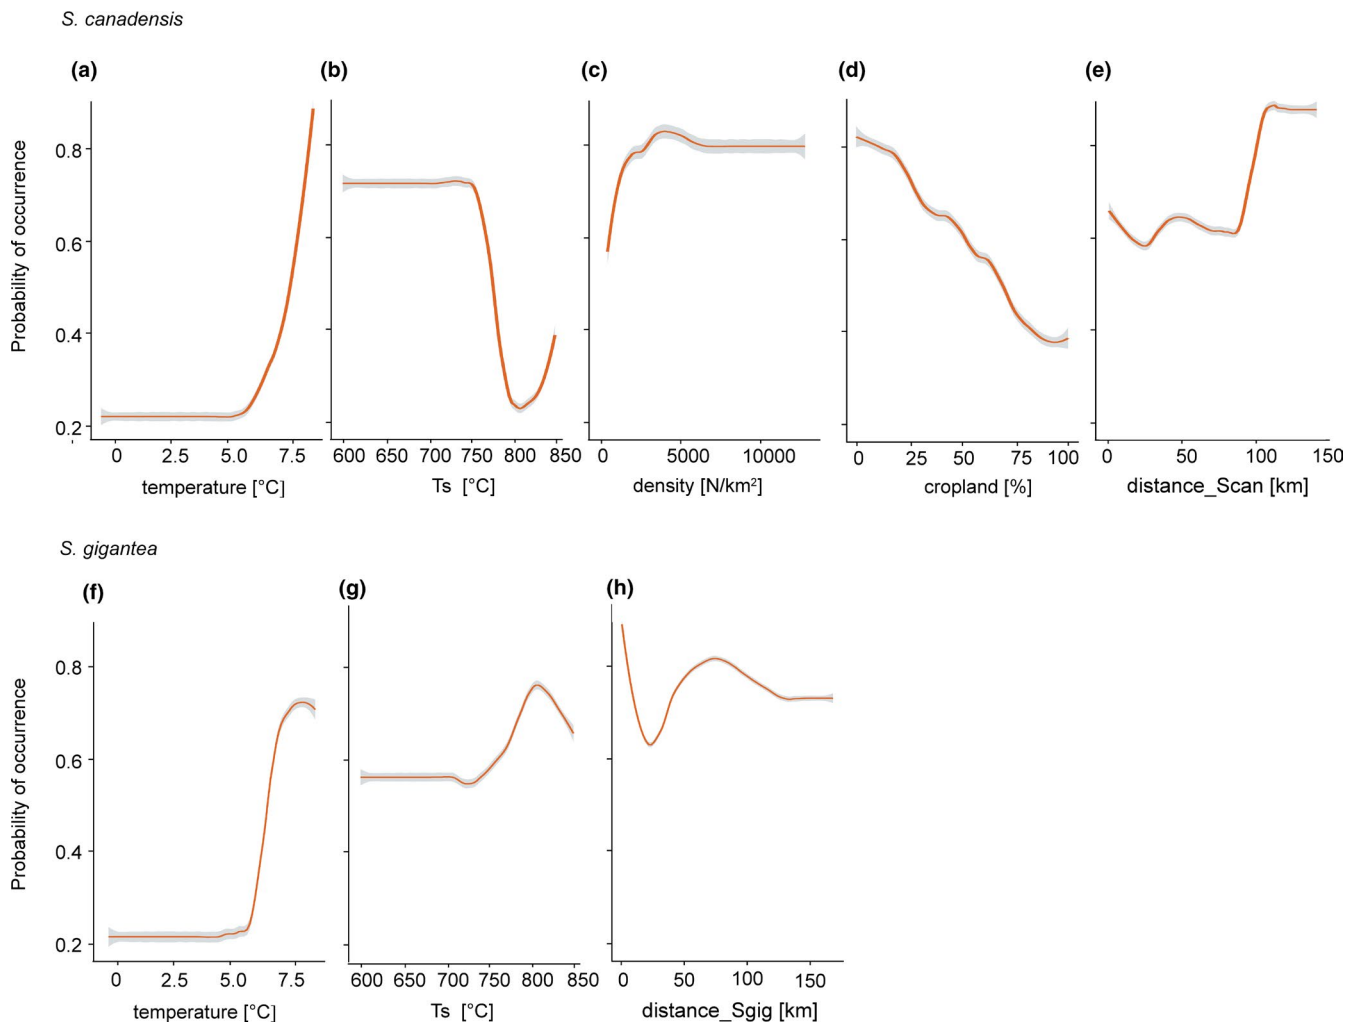 S. canadensis
(a) (b) (c) (d) (e)
Probability of occurrence
0.8
0.6
0.4
0.2
0 2.5 5.0 7.5
600 650 700 750 800 850
0 5000 10000
0 25 50 75 100
0 50 100 150
temperature [°C]
Ts [°C]
density [N/km²]
cropland [%]
distance_Scan [km]
S. gigantea
(f) (g) (h)
Probability of occurrence
0.8
0.6
0.4
0.2
0 2.5 5.0 7.5
600 650 700 750 800 850
0 50 100 150
temperature [°C]
Ts [°C]
distance_Sgig [km]